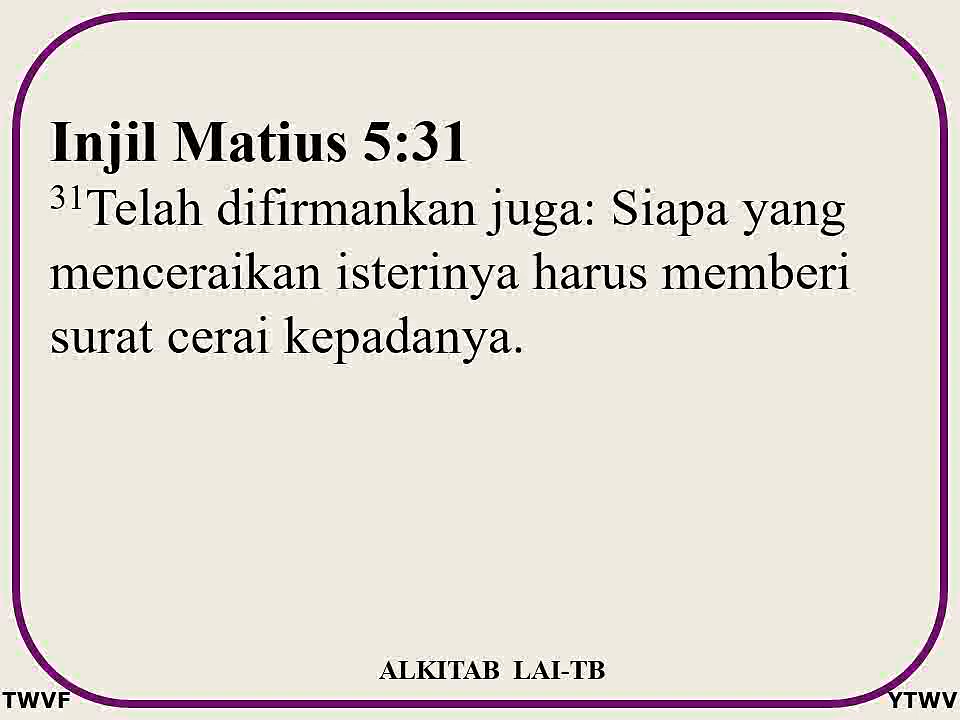 Injil Matius 5:31
31Telah difirmankan juga: Siapa yang
menceraikan isterinya harus memberi
surat cerai kepadanya.
ALKITAB LAI-TB
TWVF
YTWV